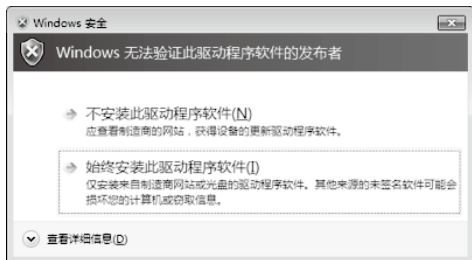 Windows 安全
Windows 无法验证此驱动程序软件的发布者
不安装此驱动程序软件(N)
应查看制造商的网站，获得设备的更新驱动程序软件。
始终安装此驱动程序软件(I)
仅安装来自制造商网站或光盘的驱动程序软件。其他来源的未签名软件可能会
损坏您的计算机或窃取信息。
查看详细信息(D)